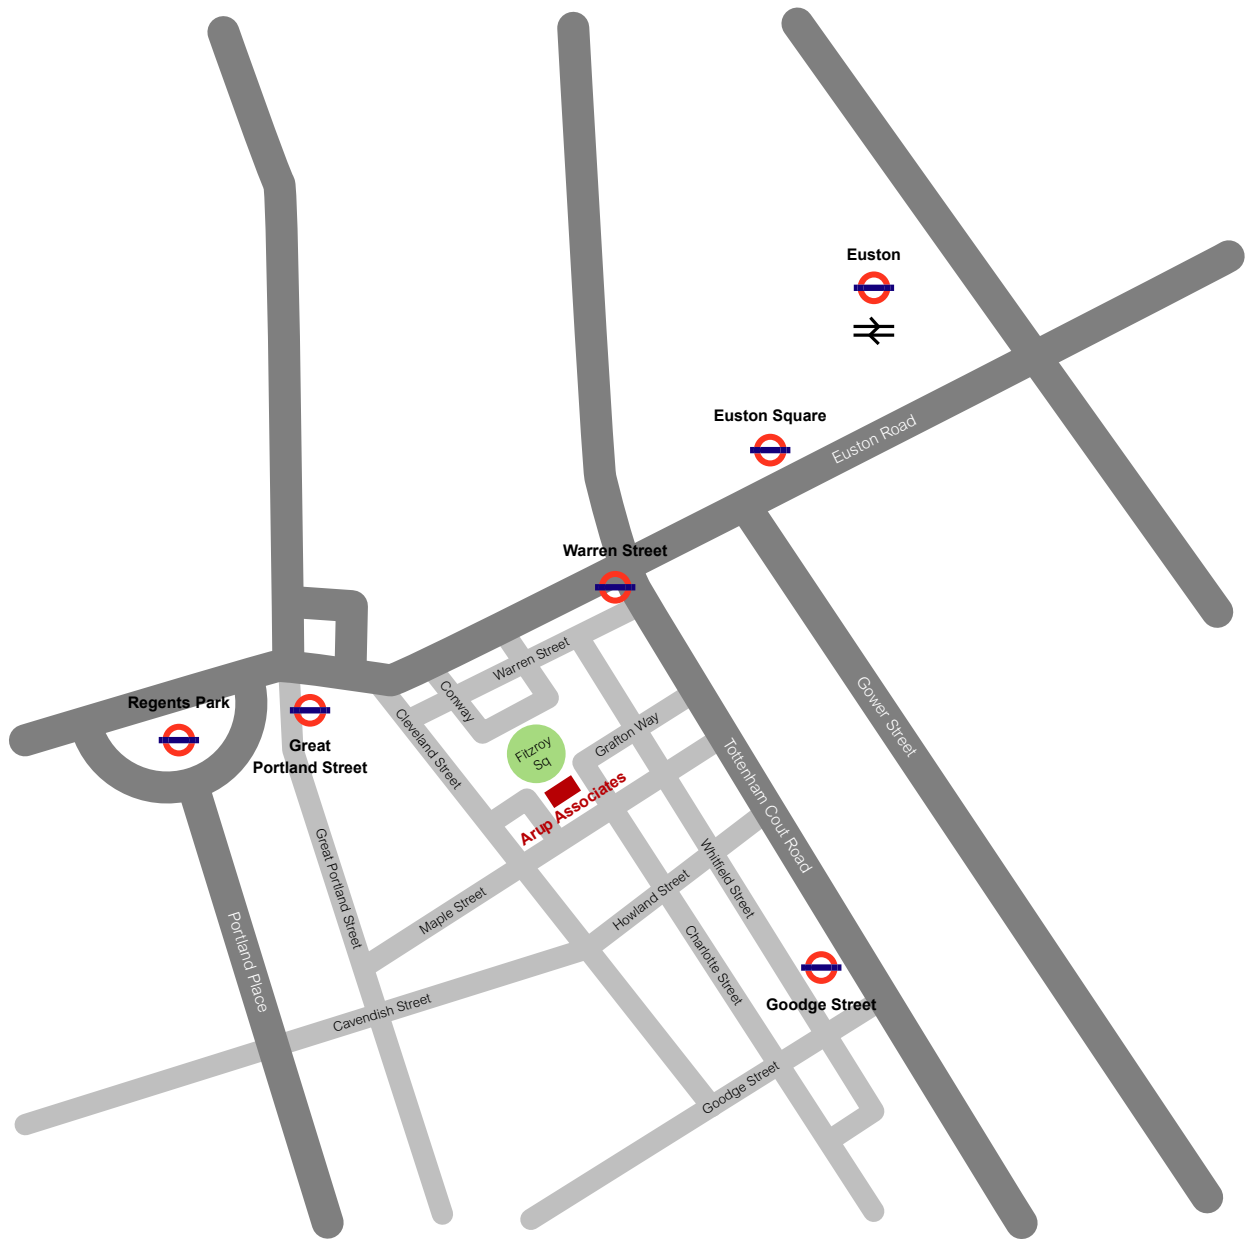 Euston
Euston Square
Euston Road
Warren Street
Warren Street
Conway
Regents Park
Great
Portland Street
Cleveland Street
Fitzroy
Sq
Grafton Way
Arup Associates
Gower Street
Tottenham Cout Road
Great Portland Street
Whitfield Street
Maple Street
Howland Street
Portland Place
Charlotte Street
Cavendish Street
Goodge Street
Goodge Street